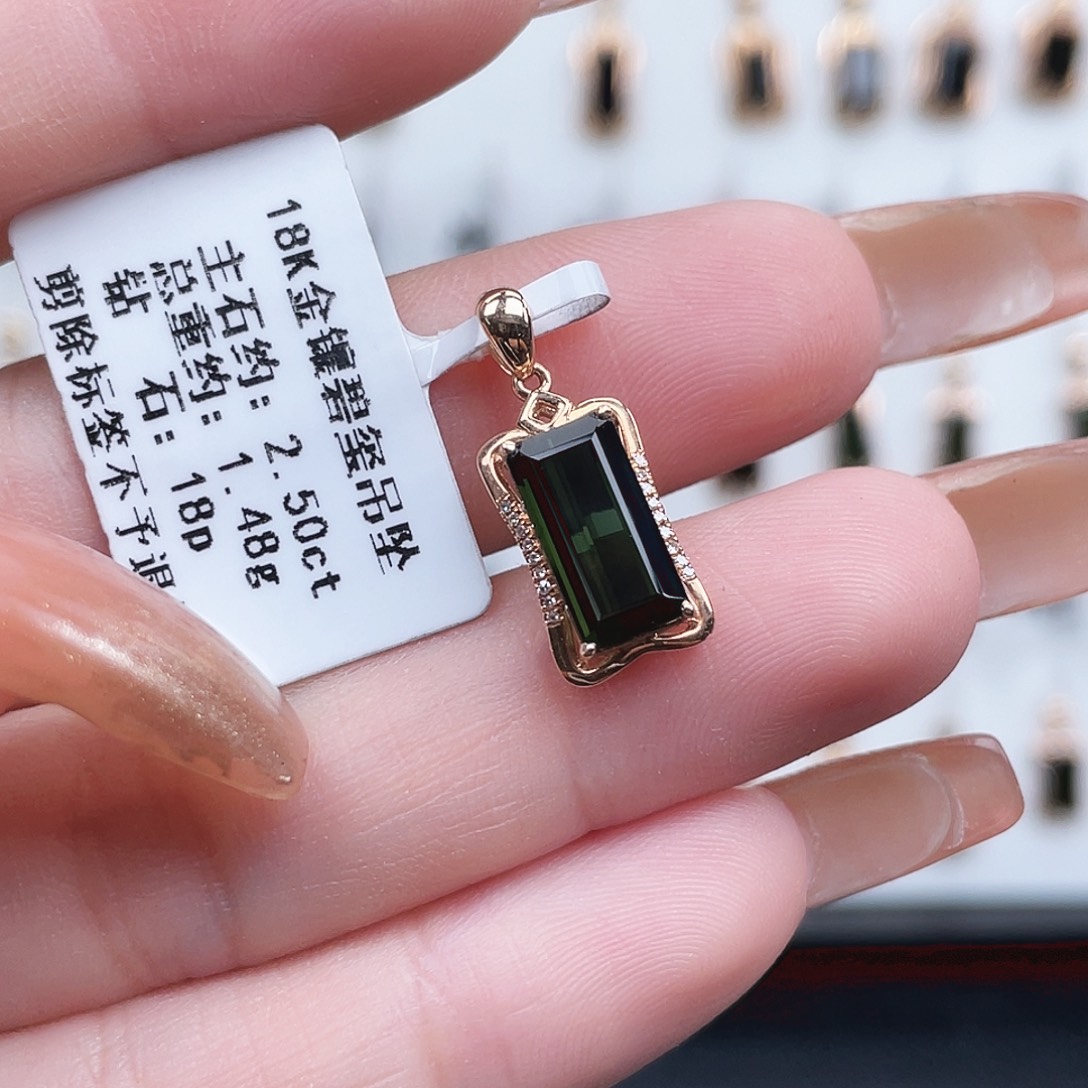 18K金镶碧玺吊坠
主石约: 2.50ct
总重约: 1.48g
钻 石: 18p
剪除标签不予退